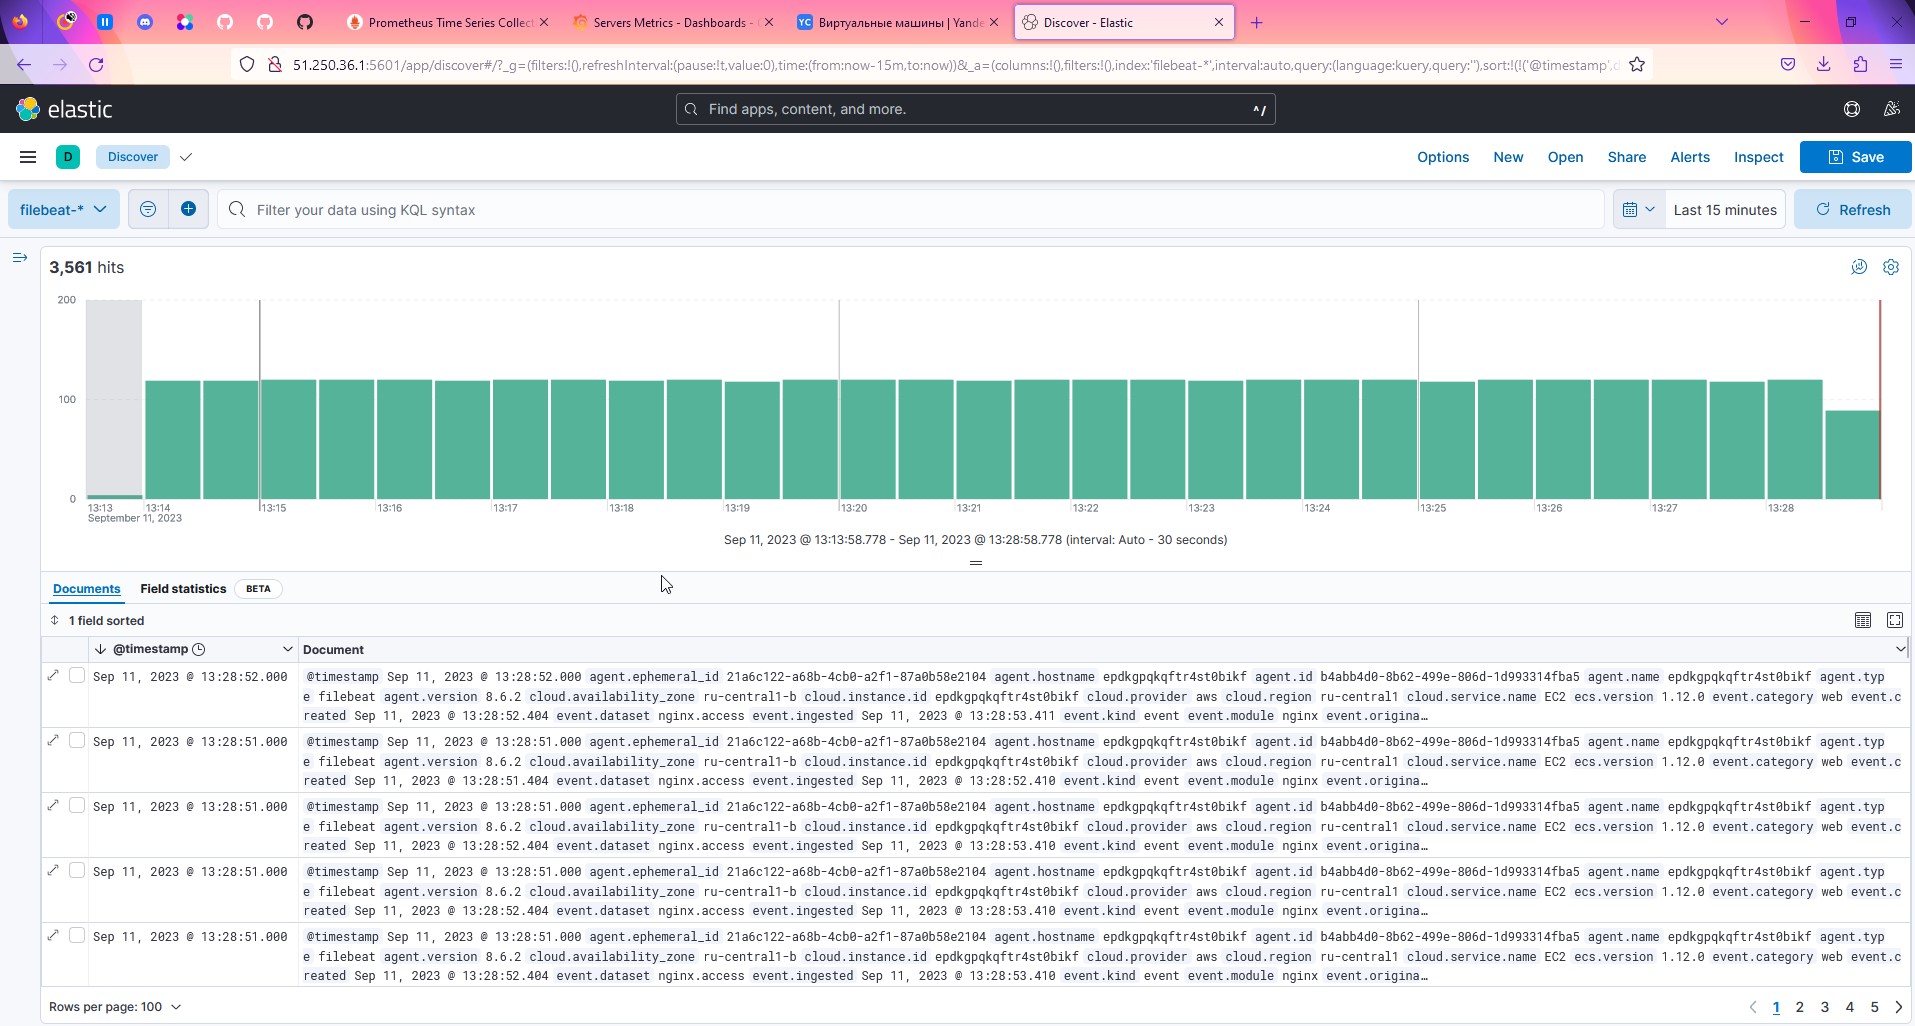 Prometheus Time Series Collect
Servers Metrics - Dashboards -
YC Виртуальные машины | Yande
Discover - Elastic
51.250.36.1:5601/app/discover#/?_g=(filters:!(),refreshInterval:(pause:!t,value:0),time:(from:now-15m,to:now))&_a=(columns:!(),filters:!(),index:'filebeat-*',interval:auto,query:(language:kuery,query:''),sort:!(!('@timestamp',d
elastic
Find apps, content, and more.
^/
D
Discover
Options
New
Open
Share
Alerts
Inspect
Save
filebeat-*
Filter your data using KQL syntax
Last 15 minutes
Refresh
3,561 hits
200
100
0
13:13 13:14 13:15 13:16 13:17 13:18 13:19 13:20 13:21 13:22 13:23 13:24 13:25 13:26 13:27 13:28
September 11, 2023
Sep 11, 2023 @ 13:13:58.778 - Sep 11, 2023 @ 13:28:58.778 (interval: Auto - 30 seconds)
Documents
Field statistics
BETA
1 field sorted
@timestamp
Document
Sep 11, 2023 @ 13:28:52.000 @timestamp Sep 11, 2023 @ 13:28:52.000 agent.ephemeral_id 21a6c122-a68b-4cb0-a2f1-87a0b58e2104 agent.hostname epdkgpqkqftr4st0bikf agent.id b4abb4d0-8b62-499e-806d-1d993314fba5 agent.name epdkgpqkqftr4st0bikf agent.typ
e filebeat agent.version 8.6.2 cloud.availability_zone ru-central1-b cloud.instance.id epdkgpqkqftr4st0bikf cloud.provider aws cloud.region ru-central1 cloud.service.name EC2 ecs.version 1.12.0 event.category web event.c
reated Sep 11, 2023 @ 13:28:52.404 event.dataset nginx.access event.ingested Sep 11, 2023 @ 13:28:53.411 event.kind event event.module nginx event.origina…
Sep 11, 2023 @ 13:28:51.000 @timestamp Sep 11, 2023 @ 13:28:51.000 agent.ephemeral_id 21a6c122-a68b-4cb0-a2f1-87a0b58e2104 agent.hostname epdkgpqkqftr4st0bikf agent.id b4abb4d0-8b62-499e-806d-1d993314fba5 agent.name epdkgpqkqftr4st0bikf agent.typ
e filebeat agent.version 8.6.2 cloud.availability_zone ru-central1-b cloud.instance.id epdkgpqkqftr4st0bikf cloud.provider aws cloud.region ru-central1 cloud.service.name EC2 ecs.version 1.12.0 event.category web event.c
reated Sep 11, 2023 @ 13:28:51.404 event.dataset nginx.access event.ingested Sep 11, 2023 @ 13:28:52.410 event.kind event event.module nginx event.origina…
Sep 11, 2023 @ 13:28:51.000 @timestamp Sep 11, 2023 @ 13:28:51.000 agent.ephemeral_id 21a6c122-a68b-4cb0-a2f1-87a0b58e2104 agent.hostname epdkgpqkqftr4st0bikf agent.id b4abb4d0-8b62-499e-806d-1d993314fba5 agent.name epdkgpqkqftr4st0bikf agent.typ
e filebeat agent.version 8.6.2 cloud.availability_zone ru-central1-b cloud.instance.id epdkgpqkqftr4st0bikf cloud.provider aws cloud.region ru-central1 cloud.service.name EC2 ecs.version 1.12.0 event.category web event.c
reated Sep 11, 2023 @ 13:28:52.404 event.dataset nginx.access event.ingested Sep 11, 2023 @ 13:28:53.410 event.kind event event.module nginx event.origina…
Sep 11, 2023 @ 13:28:51.000 @timestamp Sep 11, 2023 @ 13:28:51.000 agent.ephemeral_id 21a6c122-a68b-4cb0-a2f1-87a0b58e2104 agent.hostname epdkgpqkqftr4st0bikf agent.id b4abb4d0-8b62-499e-806d-1d993314fba5 agent.name epdkgpqkqftr4st0bikf agent.typ
e filebeat agent.version 8.6.2 cloud.availability_zone ru-central1-b cloud.instance.id epdkgpqkqftr4st0bikf cloud.provider aws cloud.region ru-central1 cloud.service.name EC2 ecs.version 1.12.0 event.category web event.c
reated Sep 11, 2023 @ 13:28:52.404 event.dataset nginx.access event.ingested Sep 11, 2023 @ 13:28:53.410 event.kind event event.module nginx event.origina…
Sep 11, 2023 @ 13:28:51.000 @timestamp Sep 11, 2023 @ 13:28:51.000 agent.ephemeral_id 21a6c122-a68b-4cb0-a2f1-87a0b58e2104 agent.hostname epdkgpqkqftr4st0bikf agent.id b4abb4d0-8b62-499e-806d-1d993314fba5 agent.name epdkgpqkqftr4st0bikf agent.typ
e filebeat agent.version 8.6.2 cloud.availability_zone ru-central1-b cloud.instance.id epdkgpqkqftr4st0bikf cloud.provider aws cloud.region ru-central1 cloud.service.name EC2 ecs.version 1.12.0 event.category web event.c
reated Sep 11, 2023 @ 13:28:52.404 event.dataset nginx.access event.ingested Sep 11, 2023 @ 13:28:53.410 event.kind event event.module nginx event.origina…
Rows per page: 100
1 2 3 4 5